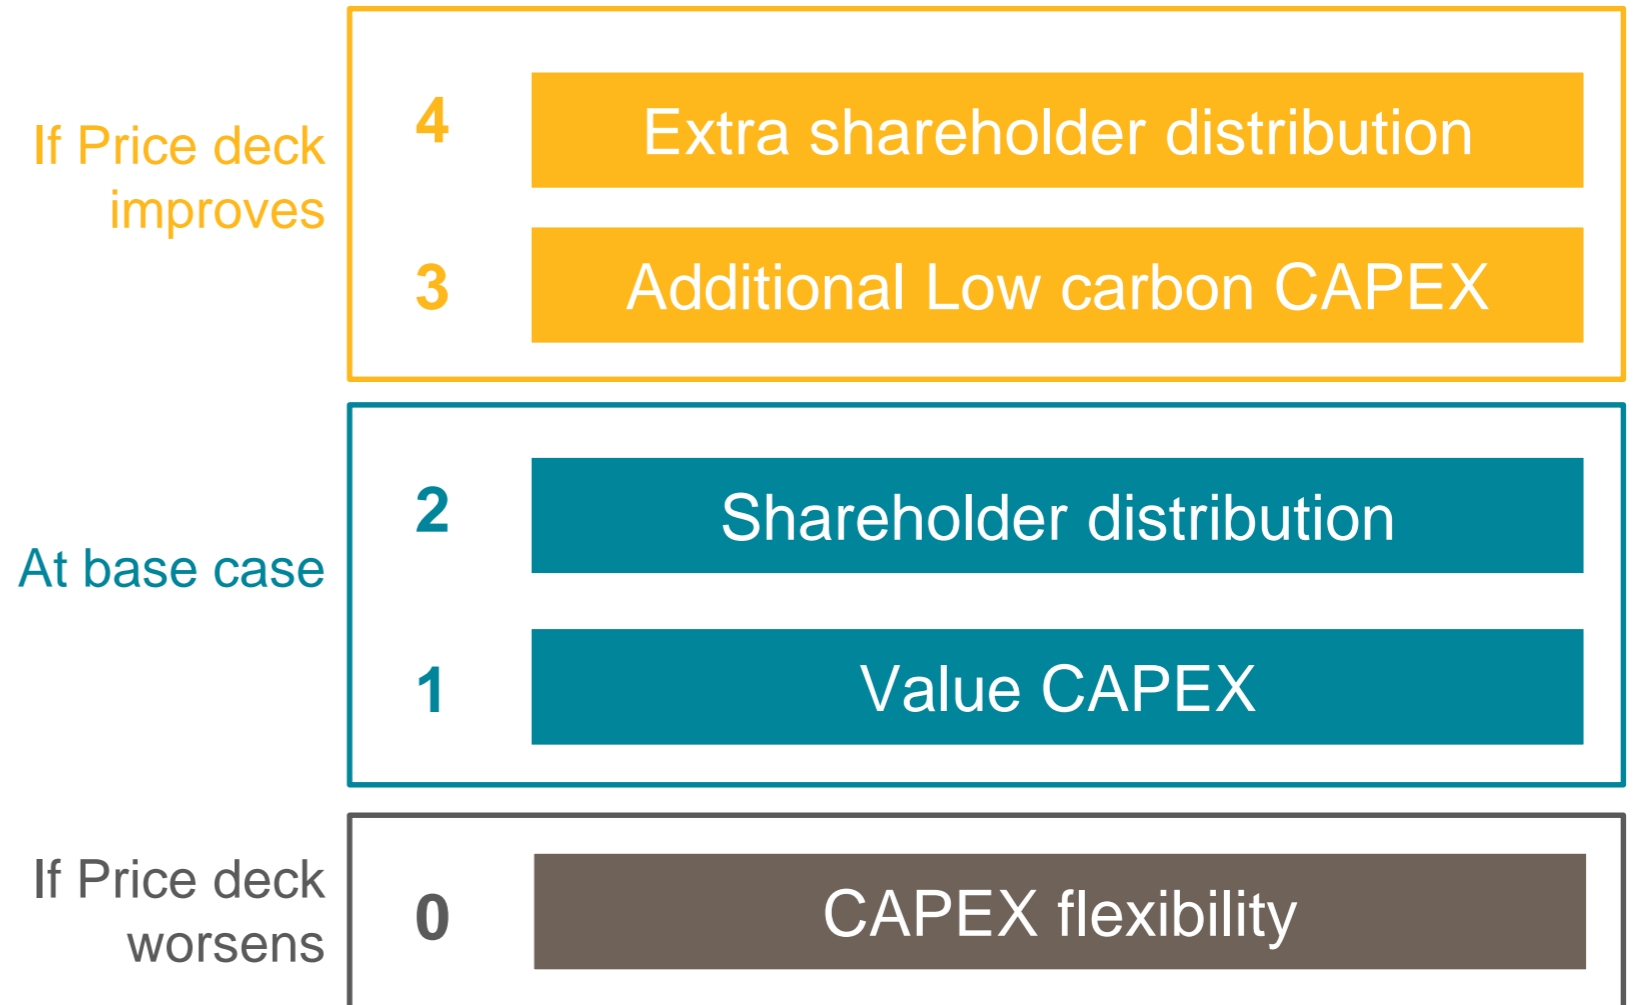 If Price deck
improves
4
Extra shareholder distribution
3
Additional Low carbon CAPEX
At base case
2
Shareholder distribution
1
Value CAPEX
If Price deck
worsens
0
CAPEX flexibility